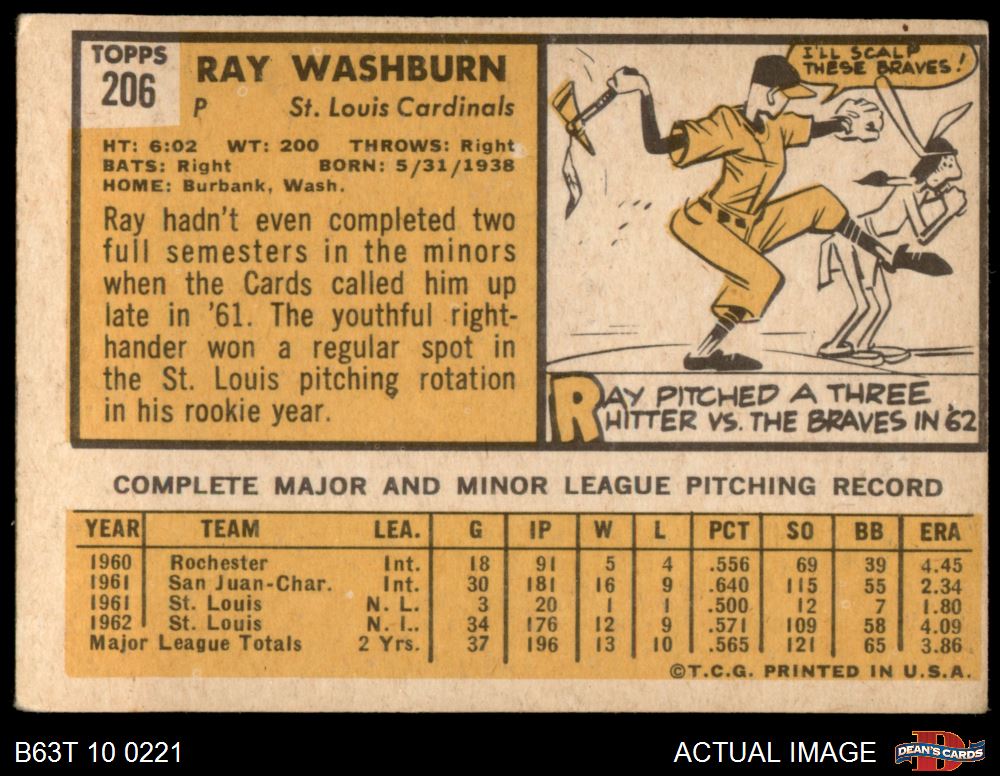 TOPPS
206
RAY WASHBURN
P St. Louis Cardinals
HT: 6:02 WT: 200 THROWS: Right
BATS: Right BORN: 5/31/1938
HOME: Burbank, Wash.
Ray hadn't even completed two
full semesters in the minors
when the Cards called him up
late in '61. The youthful right-
hander won a regular spot in
the St. Louis pitching rotation
in his rookie year.
I'LL SCALP
THESE BRAVES!
RAY PITCHED A THREE
HITTER VS. THE BRAVES IN '62
COMPLETE MAJOR AND MINOR LEAGUE PITCHING RECORD
YEAR TEAM LEA. G IP W L PCT SO BB ERA
1960 Rochester Int. 18 91 5 4 .556 69 39 4.45
1961 San Juan-Char. Int. 30 181 16 9 .640 115 55 2.34
1961 St. Louis N. L. 3 20 1 1 .500 12 7 1.80
1962 St. Louis N. L. 34 176 12 9 .571 109 58 4.09
Major League Totals 2 Yrs. 37 196 13 10 .565 121 65 3.86
©T.C.G. PRINTED IN U.S.A.
B63T 10 0221 ACTUAL IMAGE DEAN'S CARDS